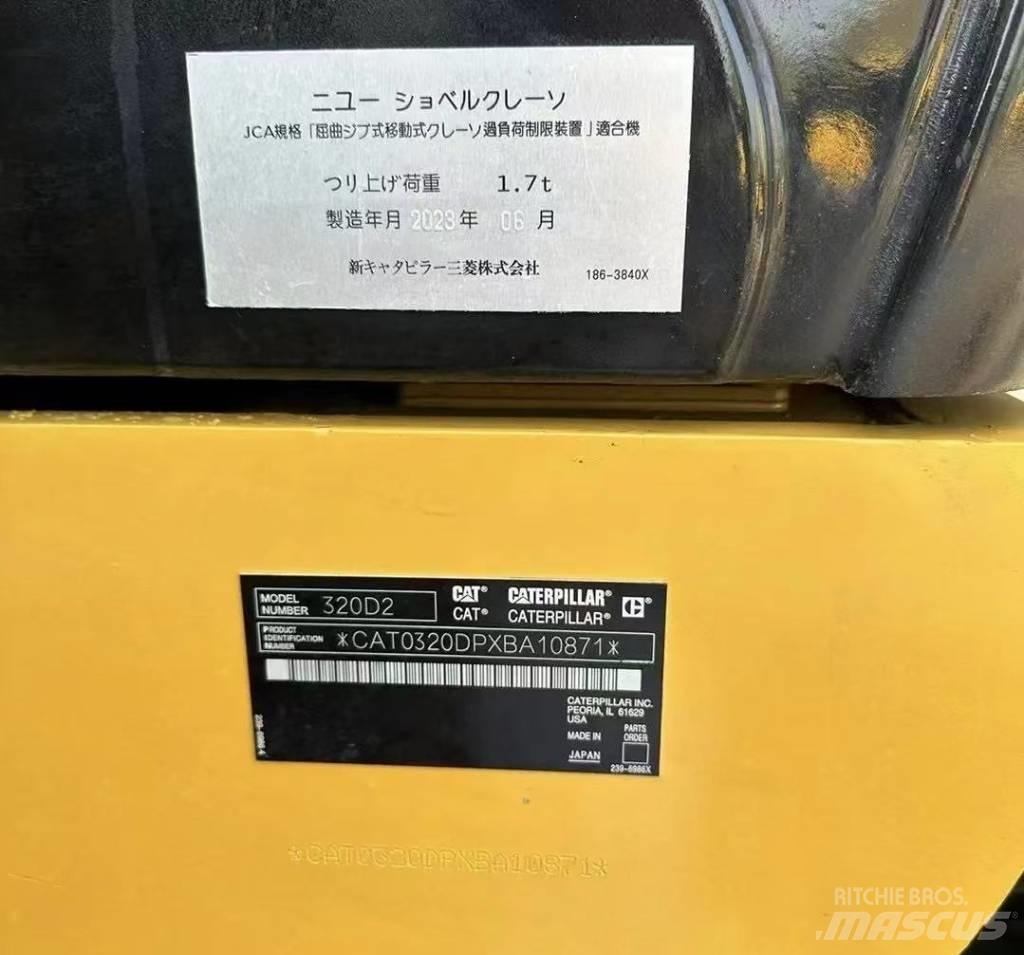 ニユー ショベルクレーソ
JCA規格「屈曲ジブ式移動式クレーソ過負荷制限装置」適合機
つり上げ荷重 1.7t
製造年月 2023年 06月
新キャタピラー三菱株式会社 186-3840X
MODEL NUMBER 320D2
CAT® CATERPILLAR®
CAT® CATERPILLAR®
PRODUCT IDENTIFICATION NUMBER *CAT0320DPXBA10871*
CATERPILLAR INC.
PEORIA, IL 61629
USA
MADE IN JAPAN
PARTS ORDER
239-6986X
*CAT0320DPXBA10871*
RITCHIE BROS.
MASCUS